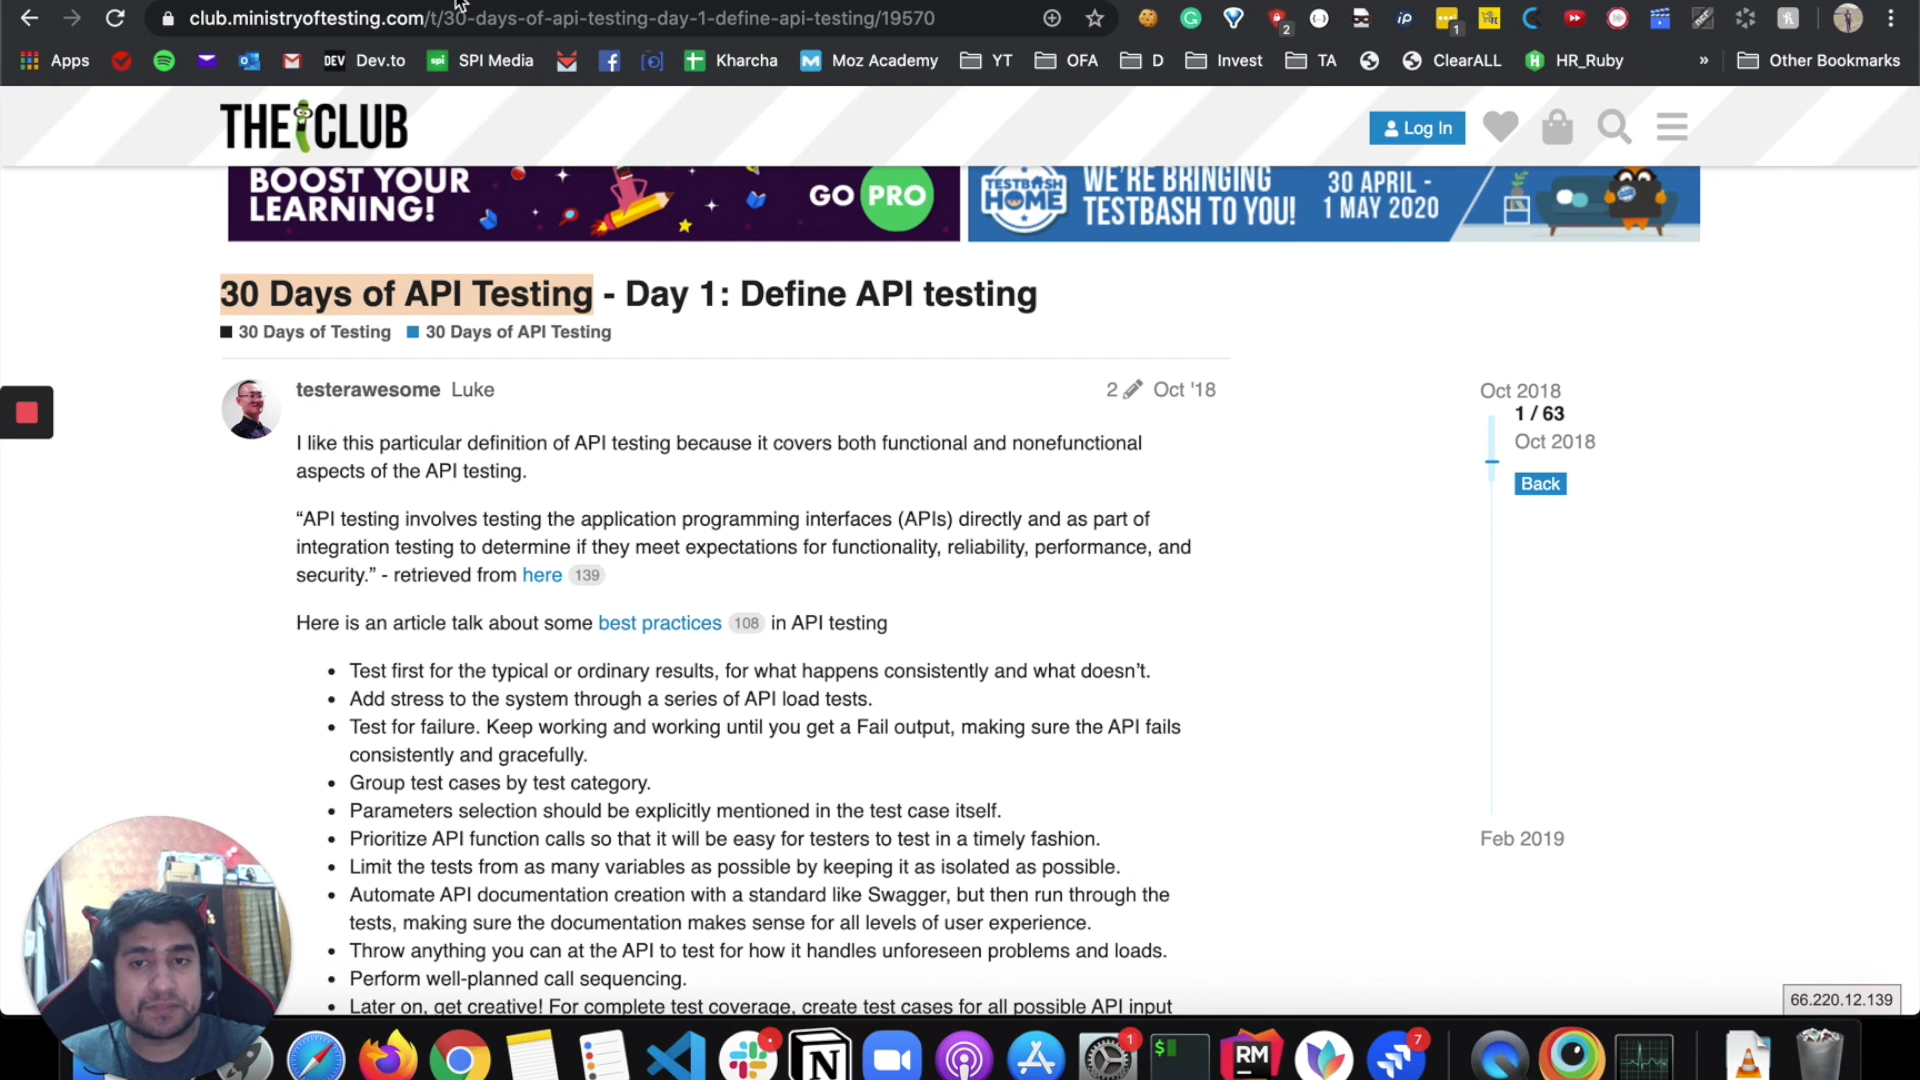 club.ministryoftesting.com/t/30-days-of-api-testing-day-1-define-api-testing/19570
2
iP
1
Apps
DEV Dev.to
spi SPI Media
Kharcha
Moz Academy
YT
OFA
D
Invest
TA
ClearALL
HR_Ruby
»
Other Bookmarks
THE CLUB
Log In
BOOST YOUR
LEARNING!
GO PRO
TESTBASH
HOME
WE'RE BRINGING
TESTBASH TO YOU!
30 APRIL -
1 MAY 2020
30 Days of API Testing - Day 1: Define API testing
30 Days of Testing 30 Days of API Testing
testerawesome Luke
2 Oct '18
Oct 2018
1 / 63
Oct 2018
Back
Feb 2019
I like this particular definition of API testing because it covers both functional and nonefunctional
aspects of the API testing.
“API testing involves testing the application programming interfaces (APIs) directly and as part of
integration testing to determine if they meet expectations for functionality, reliability, performance, and
security.” - retrieved from here 139
Here is an article talk about some best practices 108 in API testing
• Test first for the typical or ordinary results, for what happens consistently and what doesn’t.
• Add stress to the system through a series of API load tests.
• Test for failure. Keep working and working until you get a Fail output, making sure the API fails
consistently and gracefully.
• Group test cases by test category.
• Parameters selection should be explicitly mentioned in the test case itself.
• Prioritize API function calls so that it will be easy for testers to test in a timely fashion.
• Limit the tests from as many variables as possible by keeping it as isolated as possible.
• Automate API documentation creation with a standard like Swagger, but then run through the
tests, making sure the documentation makes sense for all levels of user experience.
• Throw anything you can at the API to test for how it handles unforeseen problems and loads.
• Perform well-planned call sequencing.
• Later on, get creative! For complete test coverage, create test cases for all possible API input
66.220.12.139
1
$
RM
7